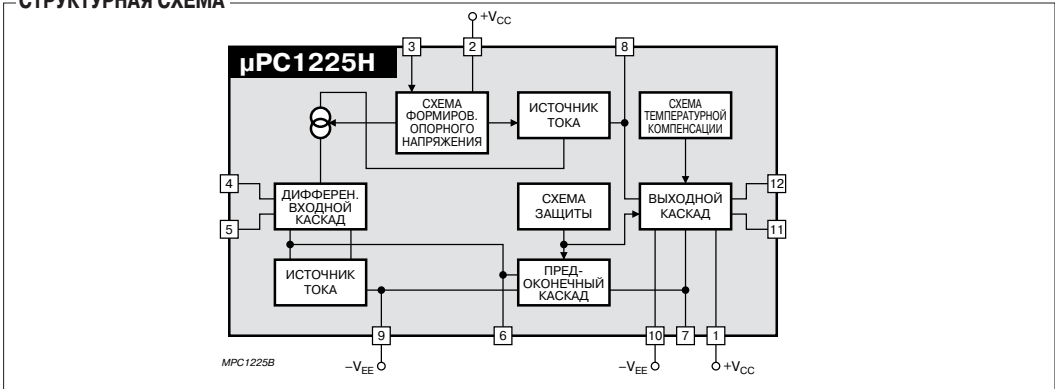 СТРУКТУРНАЯ СХЕМА
+VCC
3
2
8
µPC1225H
СХЕМА
ФОРМИРОВ.
ОПОРНОГО
НАПРЯЖЕНИЯ
ИСТОЧНИК
ТОКА
СХЕМА
ТЕМПЕРАТУРНОЙ
КОМПЕНСАЦИИ
4
5
ДИФФЕРЕН.
ВХОДНОЙ
КАСКАД
СХЕМА
ЗАЩИТЫ
ВЫХОДНОЙ
КАСКАД
12
11
ИСТОЧНИК
ТОКА
ПРЕД-
ОКОНЕЧНЫЙ
КАСКАД
9
6
10
7
1
MPC1225B
–VEE
–VEE
+VCC